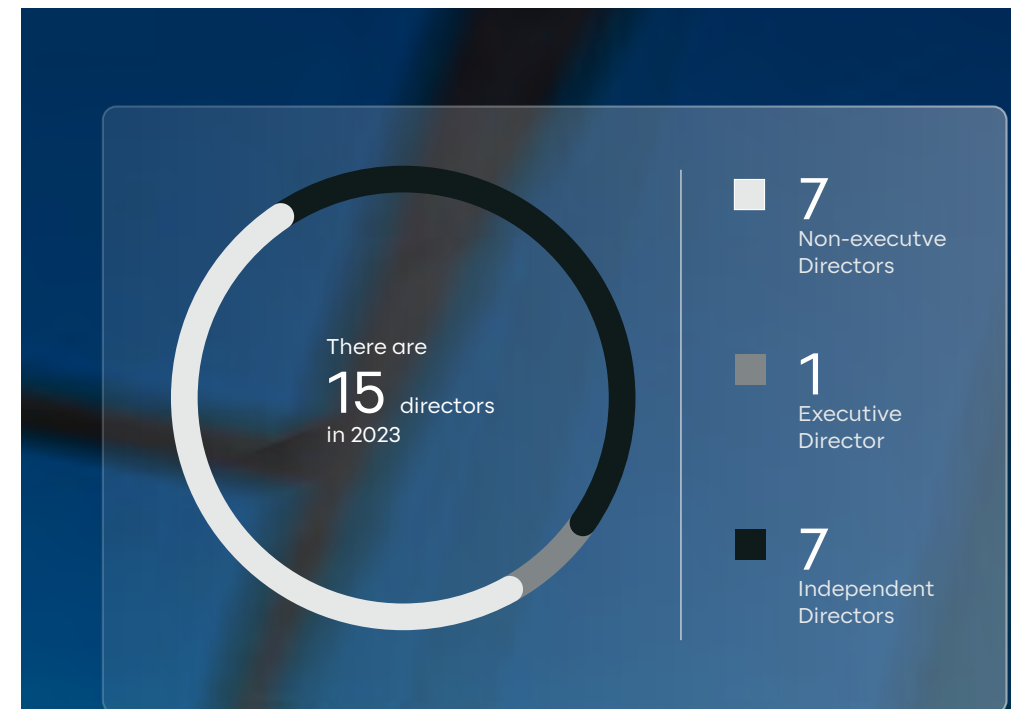 There are
15 directors
in 2023
7
Non-executve
Directors
1
Executive
Director
7
Independent
Directors